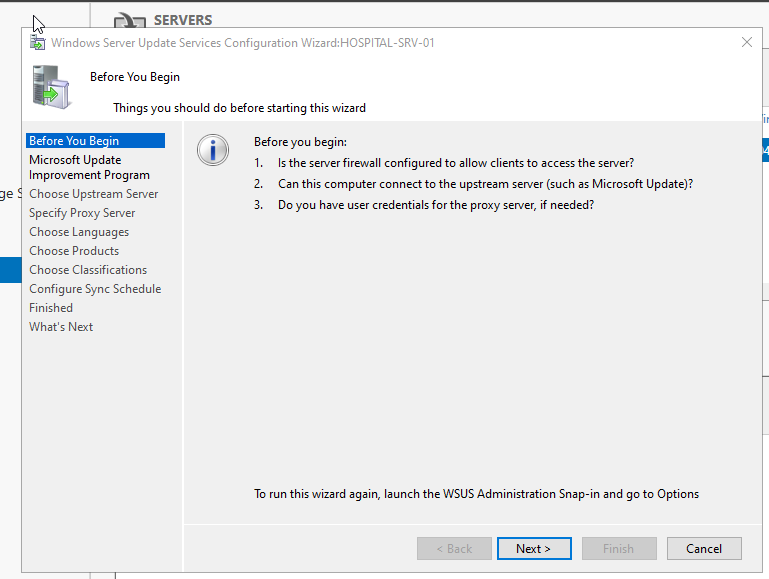 SERVERS
Windows Server Update Services Configuration Wizard:HOSPITAL-SRV-01
Before You Begin
Things you should do before starting this wizard
Before You Begin
Microsoft Update
Improvement Program
Choose Upstream Server
Specify Proxy Server
Choose Languages
Choose Products
Choose Classifications
Configure Sync Schedule
Finished
What's Next
Before you begin:
1. Is the server firewall configured to allow clients to access the server?
2. Can this computer connect to the upstream server (such as Microsoft Update)?
3. Do you have user credentials for the proxy server, if needed?
To run this wizard again, launch the WSUS Administration Snap-in and go to Options
< Back
Next >
Finish
Cancel